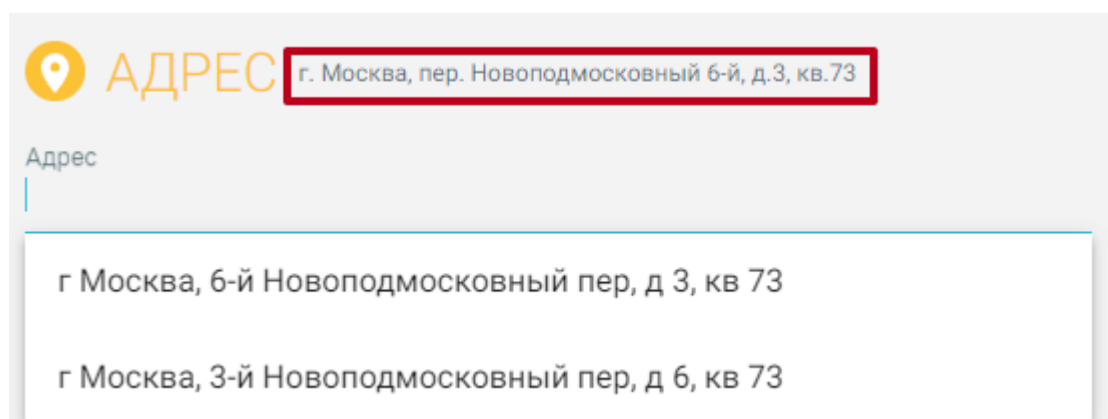 АДРЕС г. Москва, пер. Новоподмосковный 6-й, д.3, кв.73
Адрес
г Москва, 6-й Новоподмосковный пер, д 3, кв 73
г Москва, 3-й Новоподмосковный пер, д 6, кв 73